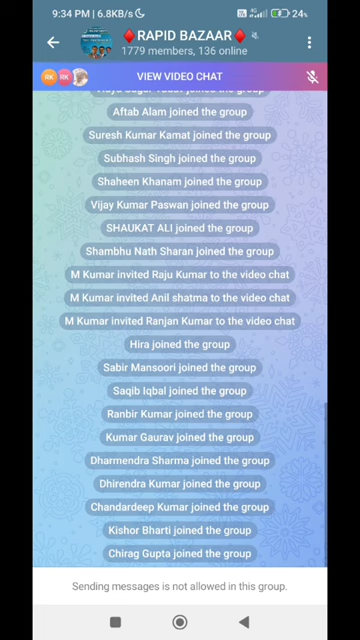 9:34 PM | 6.8KB/s
24%
RAPID BAZAAR
1779 members, 136 online
RK RK
VIEW VIDEO CHAT
joined the group
Aftab Alam joined the group
Suresh Kumar Kamat joined the group
Subhash Singh joined the group
Shaheen Khanam joined the group
Vijay Kumar Paswan joined the group
SHAUKAT ALI joined the group
Shambhu Nath Sharan joined the group
M Kumar invited Raju Kumar to the video chat
M Kumar invited Anil shatma to the video chat
M Kumar invited Ranjan Kumar to the video chat
Hira joined the group
Sabir Mansoori joined the group
Saqib Iqbal joined the group
Ranbir Kumar joined the group
Kumar Gaurav joined the group
Dharmendra Sharma joined the group
Dhirendra Kumar joined the group
Chandardeep Kumar joined the group
Kishor Bharti joined the group
Chirag Gupta joined the group
Sending messages is not allowed in this group.